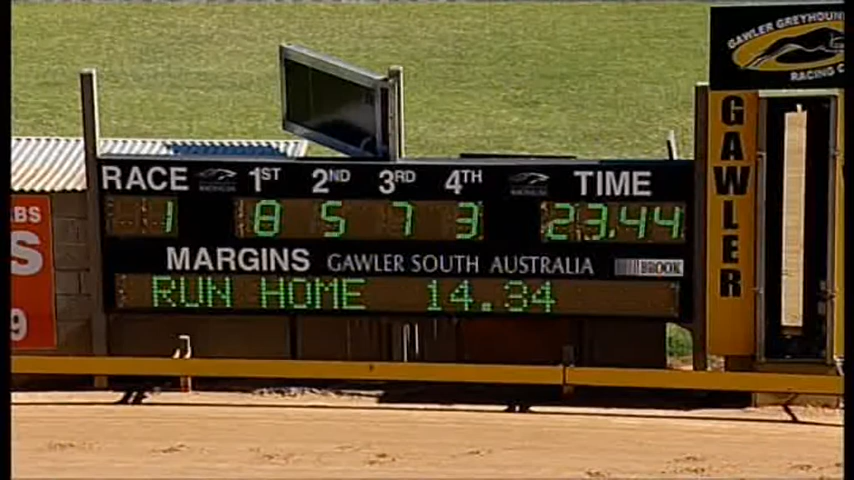 GAWLER GREYHOUND
RACING C
GAWLER
RACE 1ST 2ND 3RD 4TH TIME
1 8 5 7 3 23.44
MARGINS GAWLER SOUTH AUSTRALIA BROOK
RUN HOME 14.34
ABS
S
9